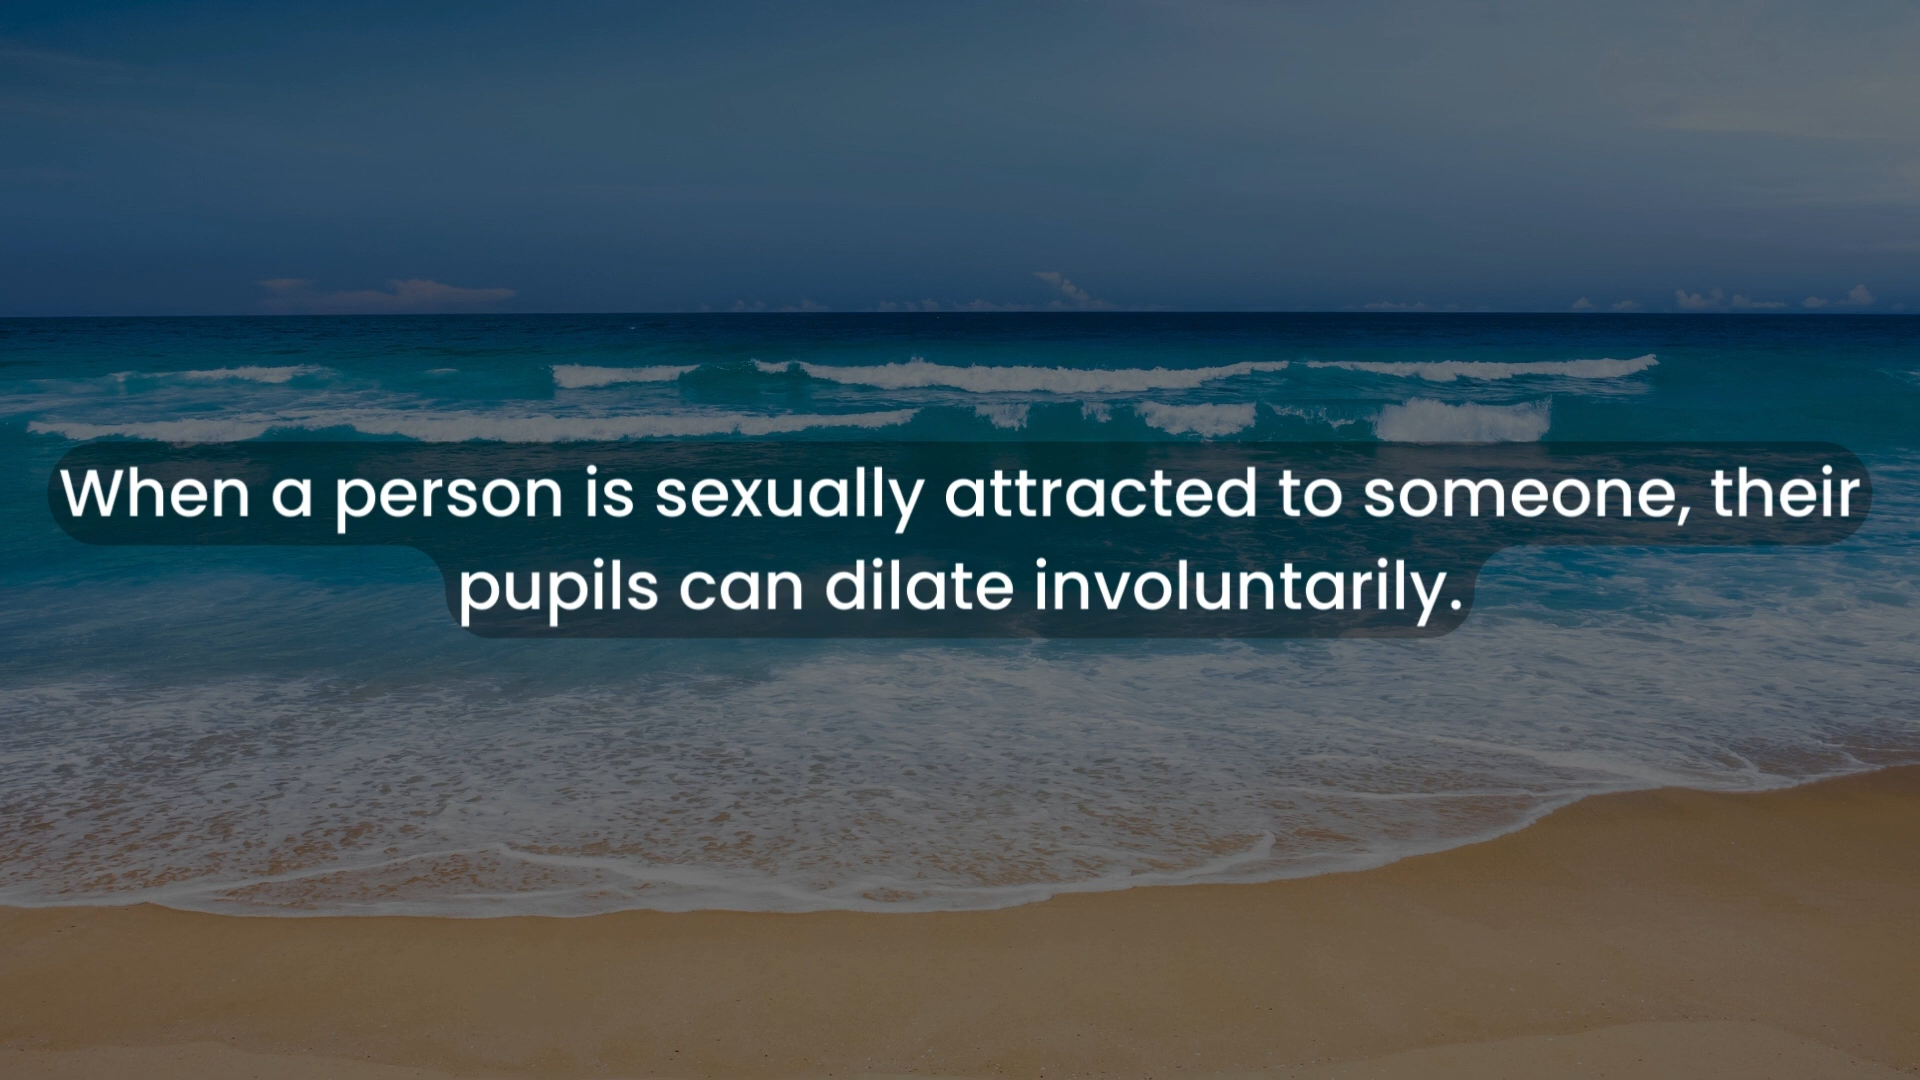 When a person is sexually attracted to someone, their
pupils can dilate involuntarily.